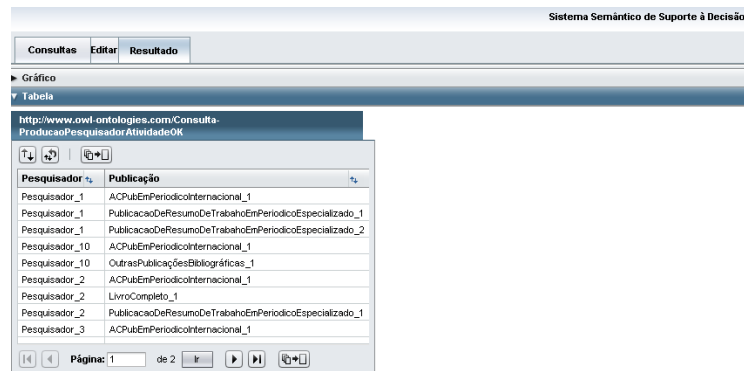 Sistema Semântico de Suporte à Decisão
Consultas Editar Resultado
Gráfico
Tabela
http://www.owl-ontologies.com/Consulta-
ProducaoPesquisadorAtividadeOK
Pesquisador Publicação
Pesquisador_1 ACPubEmPeriodicoInternacional_1
Pesquisador_1 PublicacaoDeResumoDeTrabahoEmPeriodicoEspecializado_1
Pesquisador_1 PublicacaoDeResumoDeTrabahoEmPeriodicoEspecializado_2
Pesquisador_10 ACPubEmPeriodicoInternacional_1
Pesquisador_10 OutrasPublicaçõesBibliográficas_1
Pesquisador_2 ACPubEmPeriodicoInternacional_1
Pesquisador_2 LivroCompleto_1
Pesquisador_2 PublicacaoDeResumoDeTrabahoEmPeriodicoEspecializado_1
Pesquisador_3 ACPubEmPeriodicoInternacional_1
Página: 1 de 2 Ir